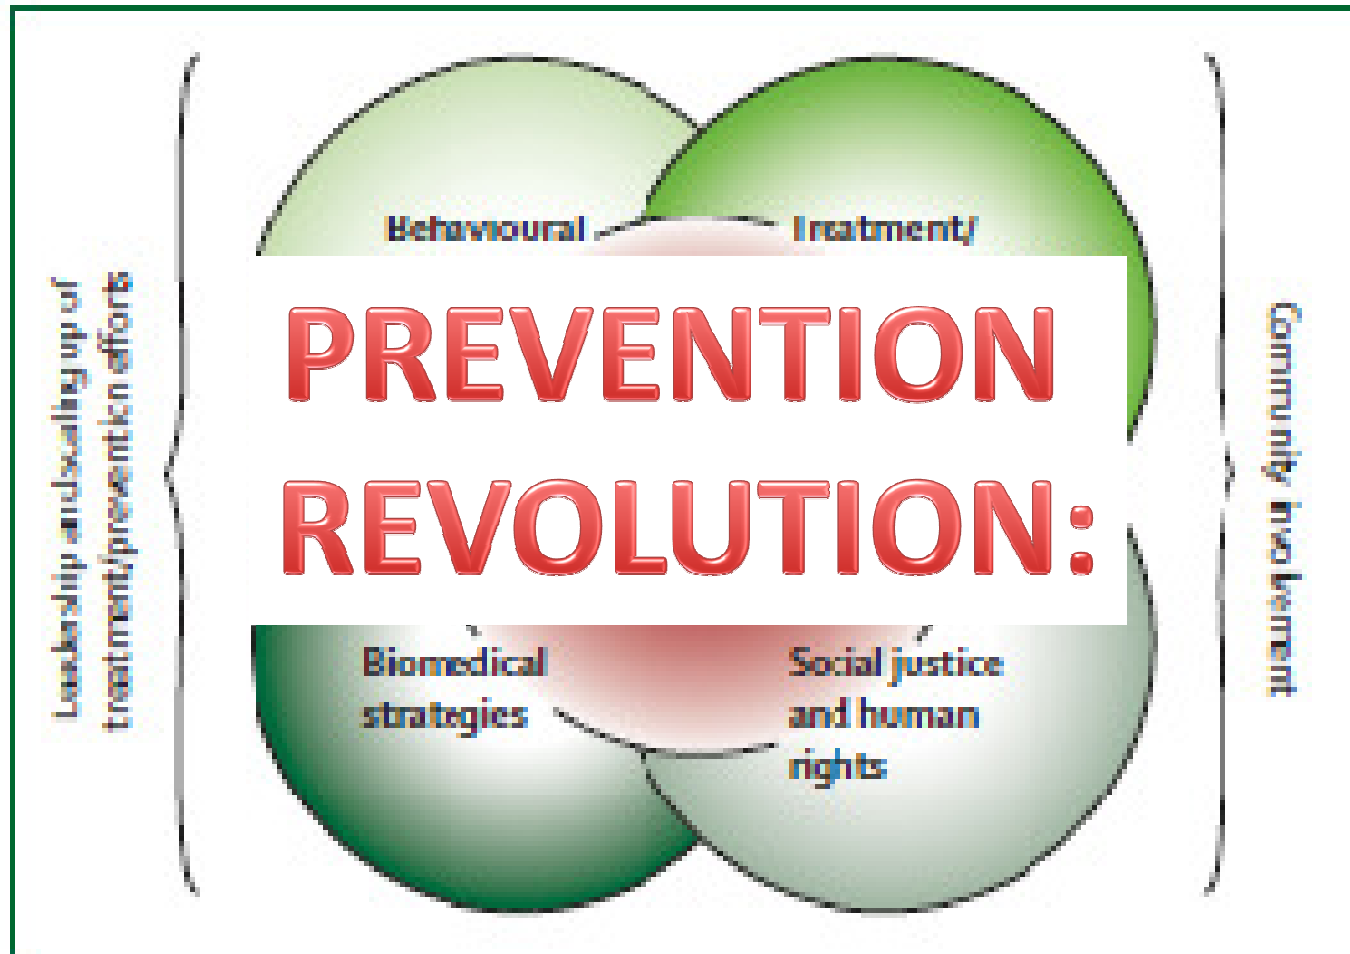 Leadership and scaling up of
treatment/prevention efforts
Behavioural
Treatment/
PREVENTION
REVOLUTION:
Biomedical
strategies
Social justice
and human
rights
Community involvement